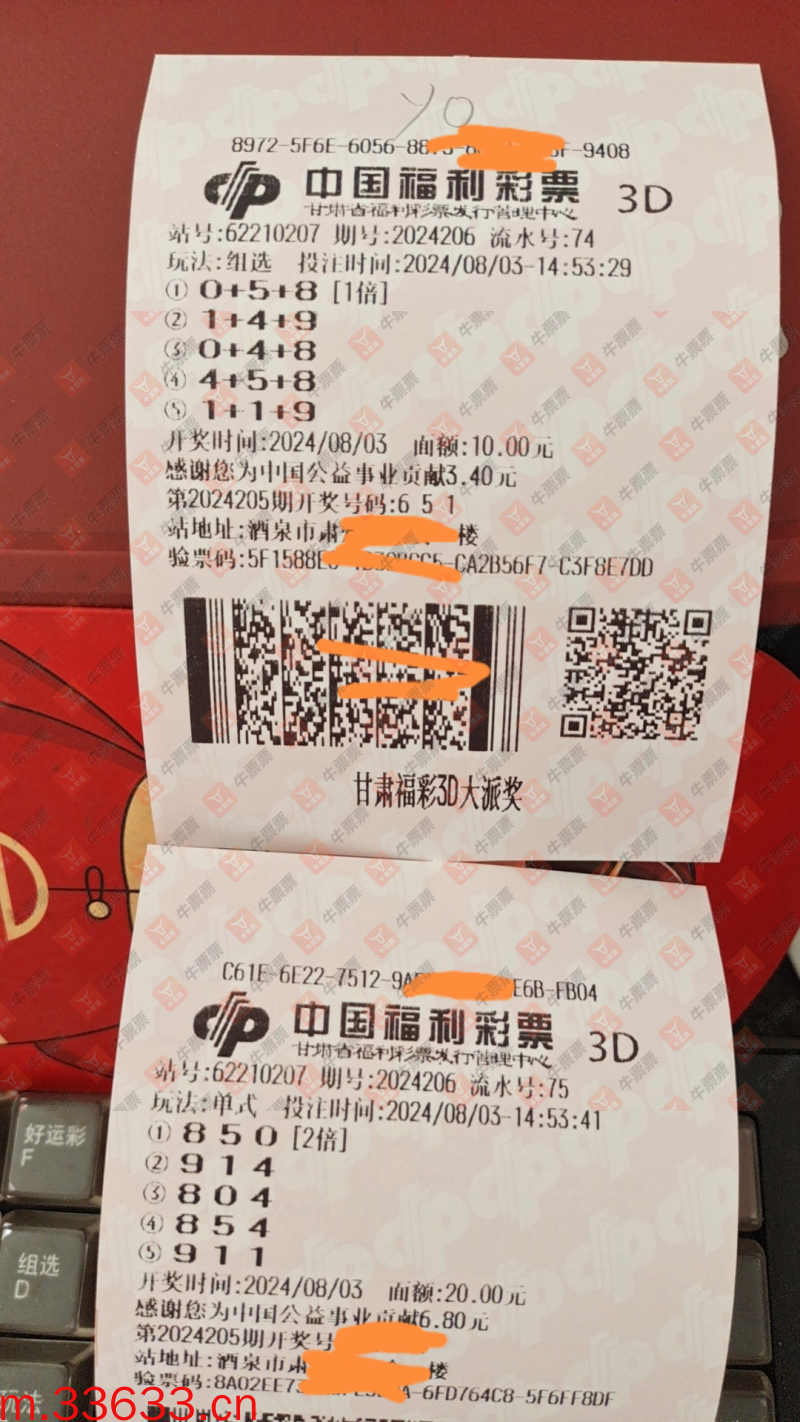 YO
8972-5F6E-6056-88 F-9408
中国福利彩票 3D
甘肃省福利彩票发行管理中心
站号:62210207 期号:2024206 流水号:74
玩法:组选 投注时间:2024/08/03-14:53:29
① 0+5+8 [1倍]
② 1+4+9
③ 0+4+8
④ 4+5+8
⑤ 1+1+9
开奖时间:2024/08/03 面额:10.00元
感谢您为中国公益事业贡献3.40元
第2024205期开奖号码:6 5 1
站地址:酒泉市肃 楼
验票码:5F1588E -CA2B56F7-C3F8E7DD
甘肃福彩3D大派奖
C61E-6E22-7512-9A E6B-FB04
中国福利彩票 3D
甘肃省福利彩票发行管理中心
站号:62210207 期号:2024206 流水号:75
玩法:单式 投注时间:2024/08/03-14:53:41
① 8 5 0 [2倍]
② 9 1 4
③ 8 0 4
④ 8 5 4
⑤ 9 1 1
开奖时间:2024/08/03 面额:20.00元
感谢您为中国公益事业贡献6.80元
第2024205期开奖号
站地址:酒泉市肃 楼
验票码:8A02EE7 A-6FD764C8-5F6FF8DF
好运彩
F
组选
D
牛票票
m.33633.cn